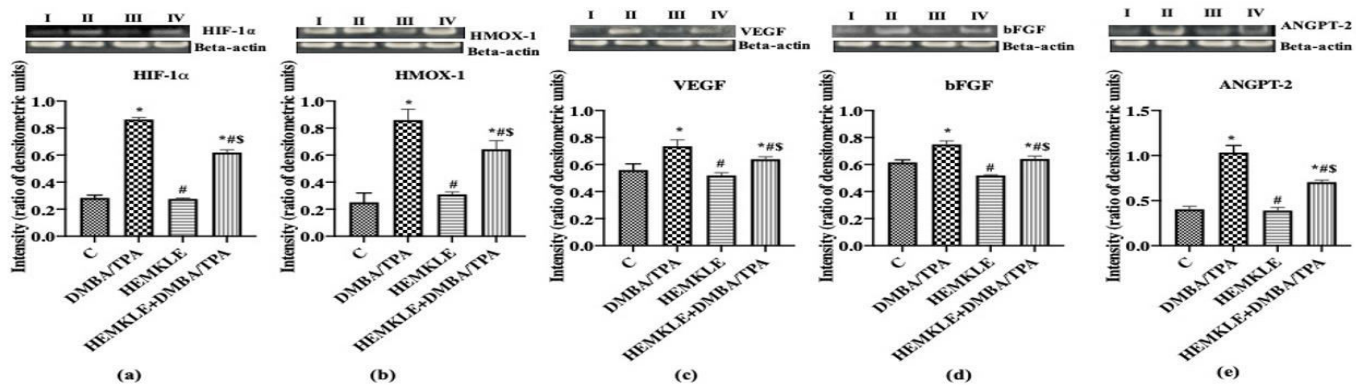 I II III IV
HIF-1α
Beta-actin
HIF-1α
Intensity (ratio of densitometric units)
1.0
0.8
0.6
0.4
0.2
0.0
*
#
*#$
C
DMBA/TPA
HEMKLE
HEMKLE+DMBA/TPA
(a)
I II III IV
HMOX-1
Beta-actin
HMOX-1
Intensity (ratio of densitometric units)
1.0
0.8
0.6
0.4
0.2
0.0
*
#
*#$
C
DMBA/TPA
HEMKLE
HEMKLE+DMBA/TPA
(b)
I II III IV
VEGF
Beta-actin
VEGF
Intensity (ratio of densitometric units)
1.0
0.8
0.6
0.4
0.2
0.0
*
#
*#$
C
DMBA/TPA
HEMKLE
HEMKLE+DMBA/TPA
(c)
I II III IV
bFGF
Beta-actin
bFGF
Intensity (ratio of densitometric units)
1.0
0.8
0.6
0.4
0.2
0.0
*
#
*#$
C
DMBA/TPA
HEMKLE
HEMKLE+DMBA/TPA
(d)
I II III IV
ANGPT-2
Beta-actin
ANGPT-2
Intensity (ratio of densitometric units)
1.5
1.0
0.5
0.0
*
#
*#$
C
DMBA/TPA
HEMKLE
HEMKLE+DMBA/TPA
(e)